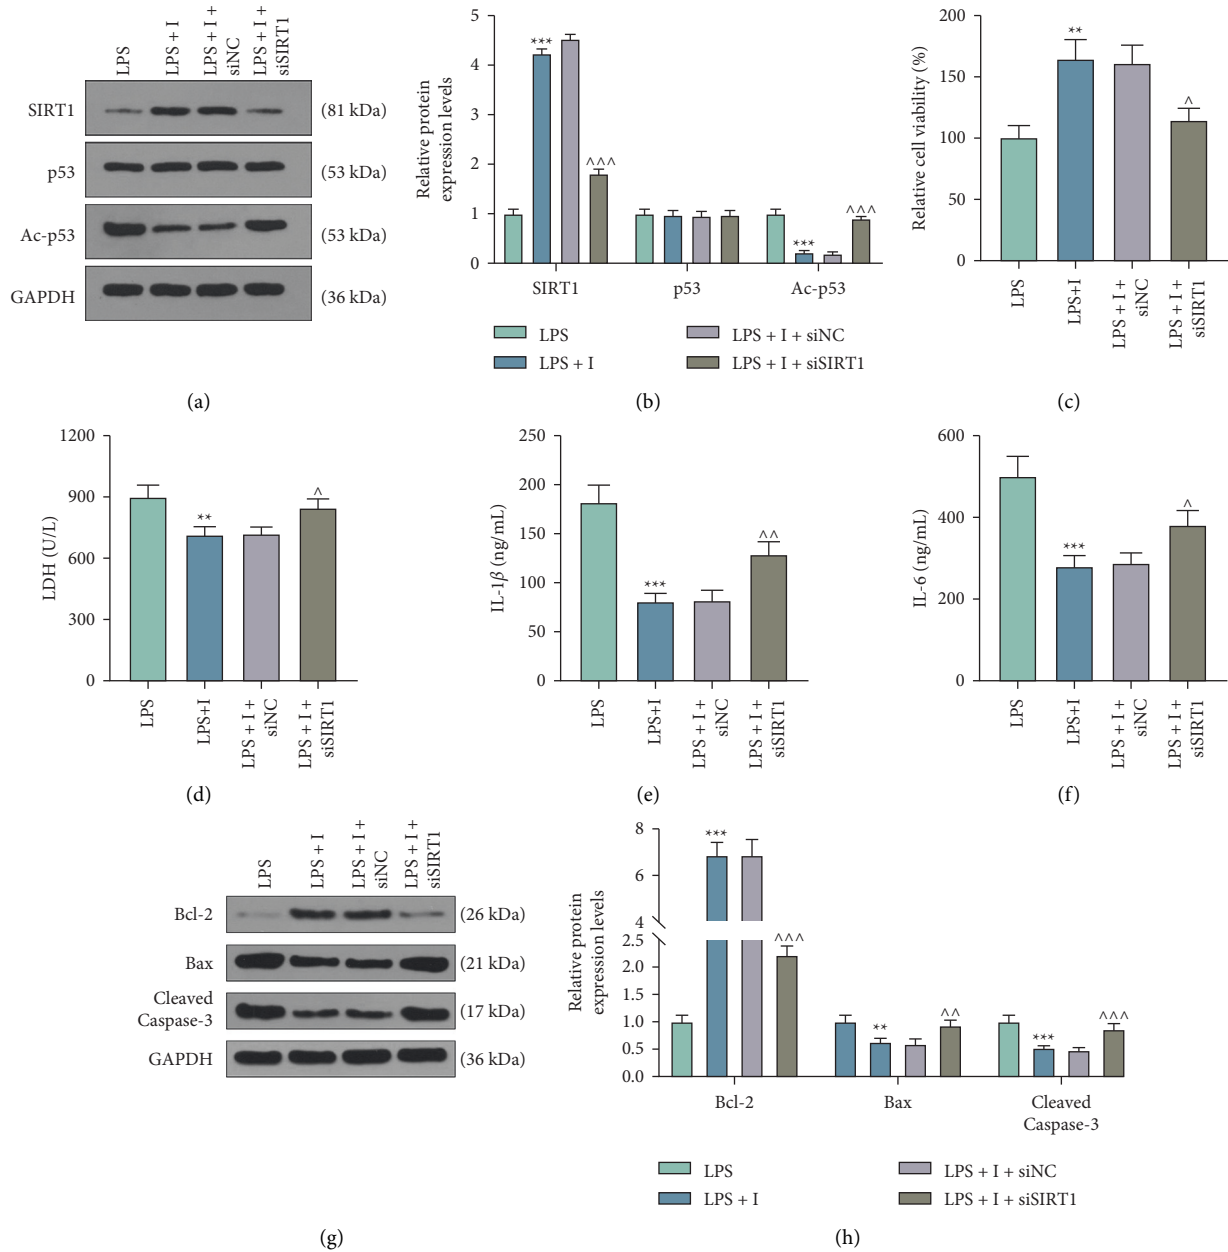 LPS
LPS + I
LPS + I +
siNC
LPS + I +
siSIRT1
SIRT1
(81 kDa)
p53
(53 kDa)
Ac-p53
(53 kDa)
GAPDH
(36 kDa)
(a)
Relative protein
expression levels
5
4
3
2
1
0
***
^^^
***
^^^
SIRT1
p53
Ac-p53
LPS
LPS + I
LPS + I + siNC
LPS + I + siSIRT1
(b)
Relative cell viability (%)
200
150
100
50
0
**
^
LPS
LPS+I
LPS + I +
siNC
LPS + I +
siSIRT1
(c)
LDH (U/L)
1200
900
600
300
0
**
^
LPS
LPS+I
LPS + I +
siNC
LPS + I +
siSIRT1
(d)
IL-1β (ng/mL)
250
200
150
100
50
0
***
^^
LPS
LPS+I
LPS + I +
siNC
LPS + I +
siSIRT1
(e)
IL-6 (ng/mL)
600
400
200
0
***
^
LPS
LPS+I
LPS + I +
siNC
LPS + I +
siSIRT1
(f)
LPS
LPS + I
LPS + I +
siNC
LPS + I +
siSIRT1
Bcl-2
(26 kDa)
Bax
(21 kDa)
Cleaved
Caspase-3
(17 kDa)
GAPDH
(36 kDa)
(g)
Relative protein
expression levels
8
6
4
2.5
2.0
1.5
1.0
0.5
0.0
***
^^^
**
^^
***
^^^
Bcl-2
Bax
Cleaved
Caspase-3
LPS
LPS + I
LPS + I + siNC
LPS + I + siSIRT1
(h)